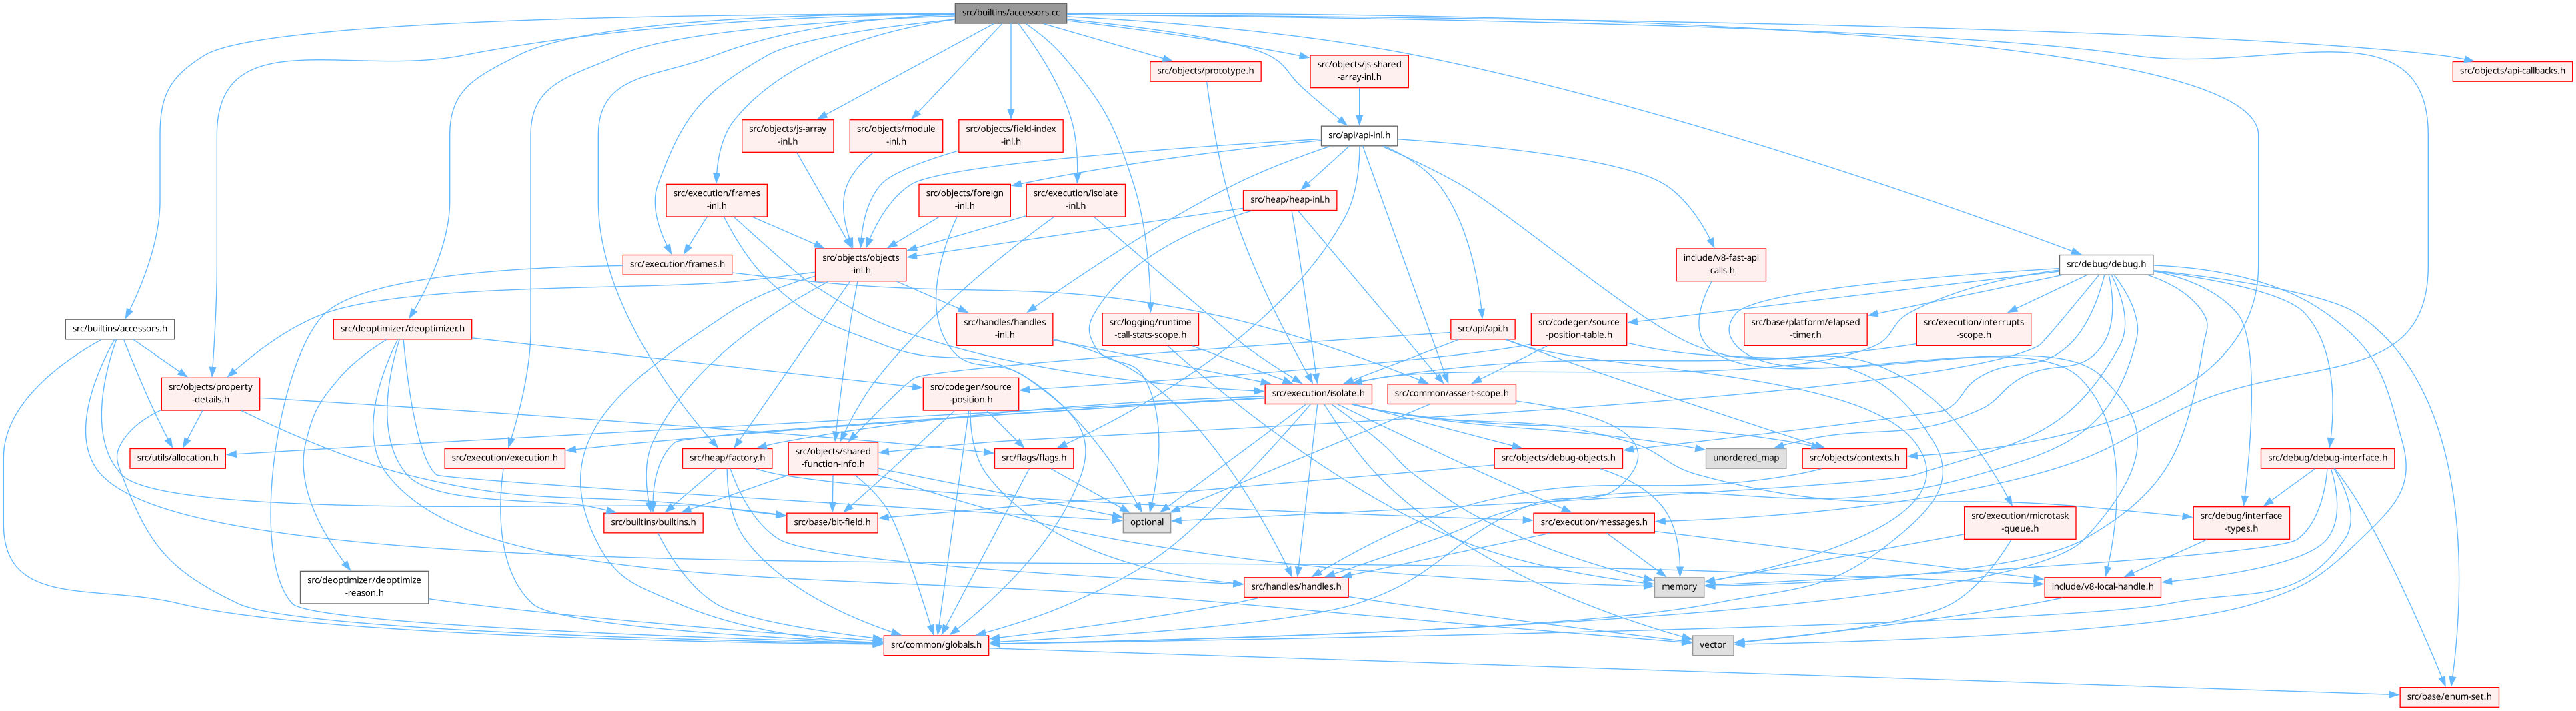 src/builtins/accessors.cc
src/objects/prototype.h
src/objects/js-shared
-array-inl.h
src/objects/api-callbacks.h
src/objects/js-array
-inl.h
src/objects/module
-inl.h
src/objects/field-index
-inl.h
src/api/api-inl.h
src/execution/frames
-inl.h
src/objects/foreign
-inl.h
src/execution/isolate
-inl.h
src/heap/heap-inl.h
src/execution/frames.h
src/objects/objects
-inl.h
include/v8-fast-api
-calls.h
src/debug/debug.h
src/builtins/accessors.h
src/deoptimizer/deoptimizer.h
src/handles/handles
-inl.h
src/logging/runtime
-call-stats-scope.h
src/api/api.h
src/codegen/source
-position-table.h
src/base/platform/elapsed
-timer.h
src/execution/interrupts
-scope.h
src/objects/property
-details.h
src/codegen/source
-position.h
src/execution/isolate.h
src/common/assert-scope.h
src/utils/allocation.h
src/execution/execution.h
src/heap/factory.h
src/objects/shared
-function-info.h
src/flags/flags.h
src/objects/debug-objects.h
unordered_map
src/objects/contexts.h
src/debug/debug-interface.h
src/builtins/builtins.h
src/base/bit-field.h
optional
src/execution/messages.h
src/execution/microtask
-queue.h
src/debug/interface
-types.h
src/deoptimizer/deoptimize
-reason.h
src/handles/handles.h
memory
include/v8-local-handle.h
src/common/globals.h
vector
src/base/enum-set.h